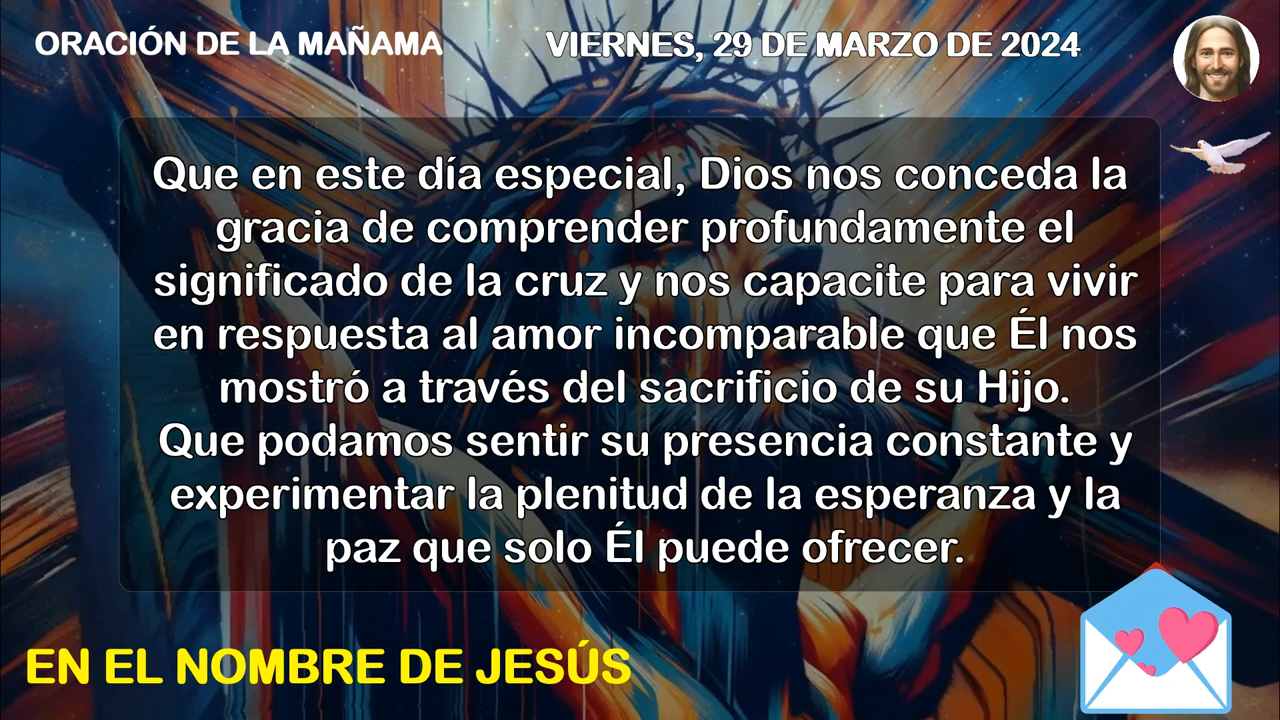 ORACIÓN DE LA MAÑAMA
VIERNES, 29 DE MARZO DE 2024
Que en este día especial, Dios nos conceda la
gracia de comprender profundamente el
significado de la cruz y nos capacite para vivir
en respuesta al amor incomparable que Él nos
mostró a través del sacrificio de su Hijo.
Que podamos sentir su presencia constante y
experimentar la plenitud de la esperanza y la
paz que solo Él puede ofrecer.
EN EL NOMBRE DE JESÚS